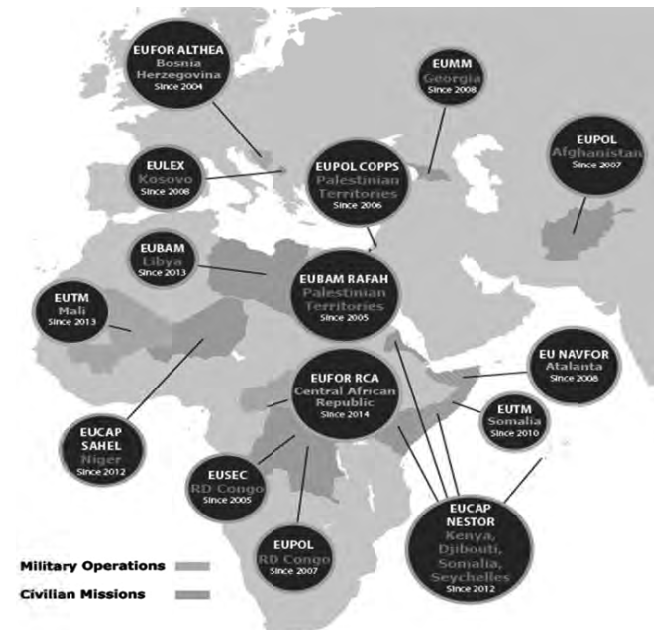 EUFOR ALTHEA
Bosnia
Herzegovina
Since 2004
EUMM
Georgia
Since 2008
EUPOL
Afghanistan
Since 2007
EULEX
Kosovo
Since 2008
EUPOL COPPS
Palestinian
Territories
Since 2006
EUBAM
Libya
Since 2013
EUBAM RAFAH
Palestinian
Territories
Since 2005
EUTM
Mali
Since 2013
EU NAVFOR
Atalanta
Since 2008
EUFOR RCA
Central African
Republic
Since 2014
EUTM
Somalia
Since 2010
EUCAP
SAHEL
Niger
Since 2012
EUSEC
RD Congo
Since 2005
EUCAP
NESTOR
Kenya,
Djibouti,
Somalia,
Seychelles
Since 2012
EUPOL
RD Congo
Since 2007
Military Operations
Civilian Missions